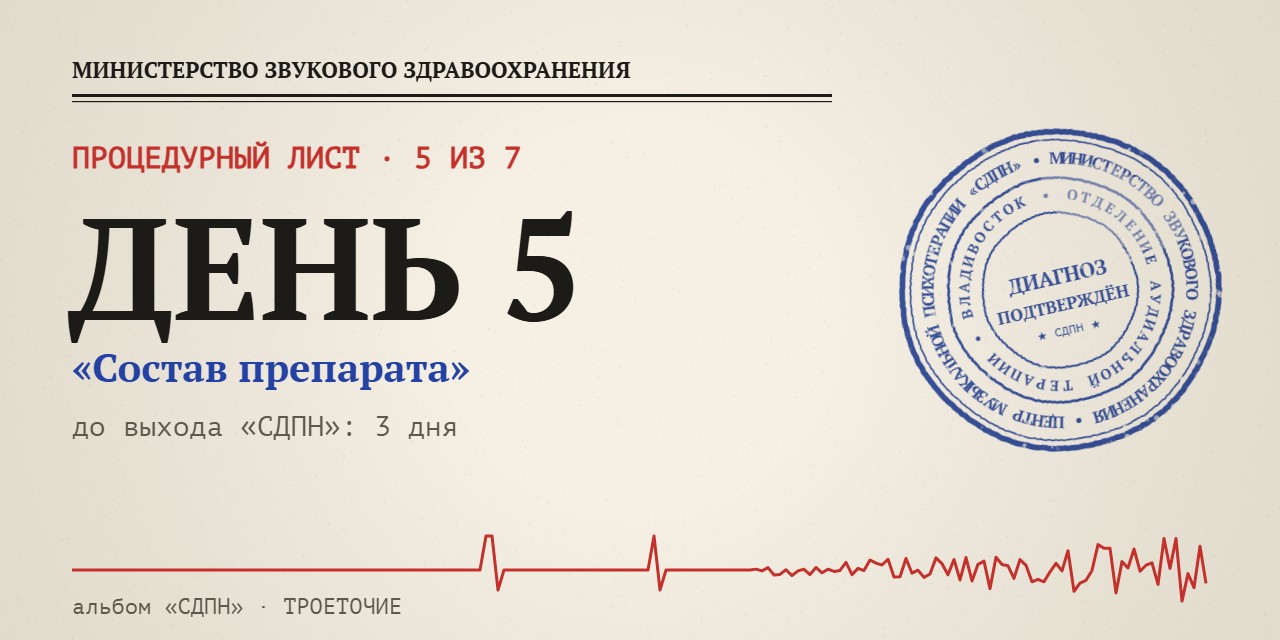 МИНИСТЕРСТВО ЗВУКОВОГО ЗДРАВООХРАНЕНИЯ
ПРОЦЕДУРНЫЙ ЛИСТ · 5 ИЗ 7
ДЕНЬ 5
«Состав препарата»
до выхода «СДПН»: 3 дня
• МИНИСТЕРСТВО ЗВУКОВОГО ЗДРАВООХРАНЕНИЯ • ЦЕНТР МУЗЫКАЛЬНОЙ ПСИХОТЕРАПИИ «СДПН»
• ОТДЕЛЕНИЕ АУДИАЛЬНОЙ ТЕРАПИИ • ВЛАДИВОСТОК
ДИАГНОЗ
ПОДТВЕРЖДЁН
★ СДПН ★
альбом «СДПН» · ТРОЕТОЧИЕ